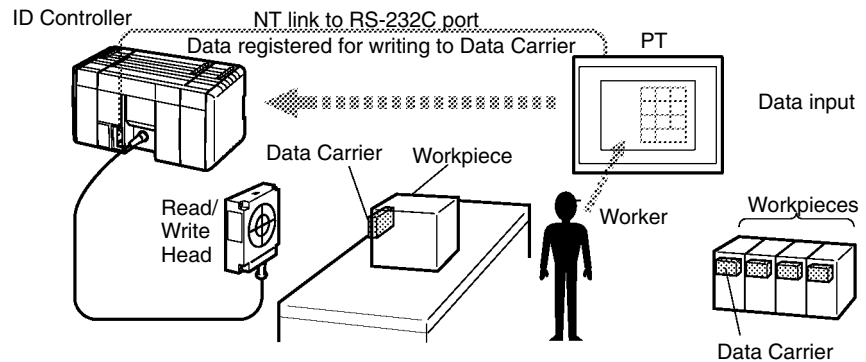 ID Controller
NT link to RS-232C port
Data registered for writing to Data Carrier
PT
Data input
Data Carrier
Workpiece
Read/
Write
Head
Worker
Workpieces
Data Carrier